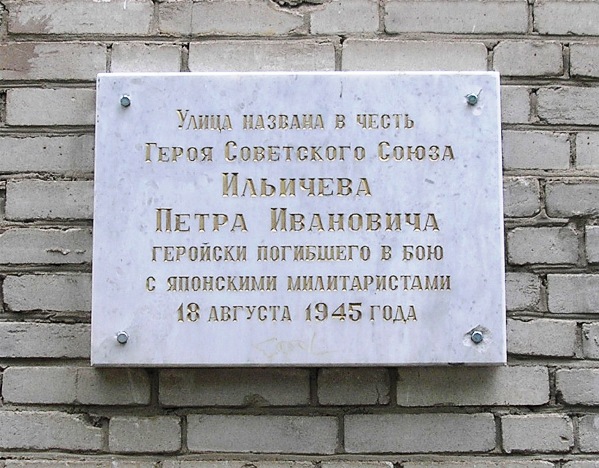 Улица названа в честь
Героя Советского Союза
Ильичева
Петра Ивановича
геройски погибшего в бою
с японскими милитаристами
18 августа 1945 года